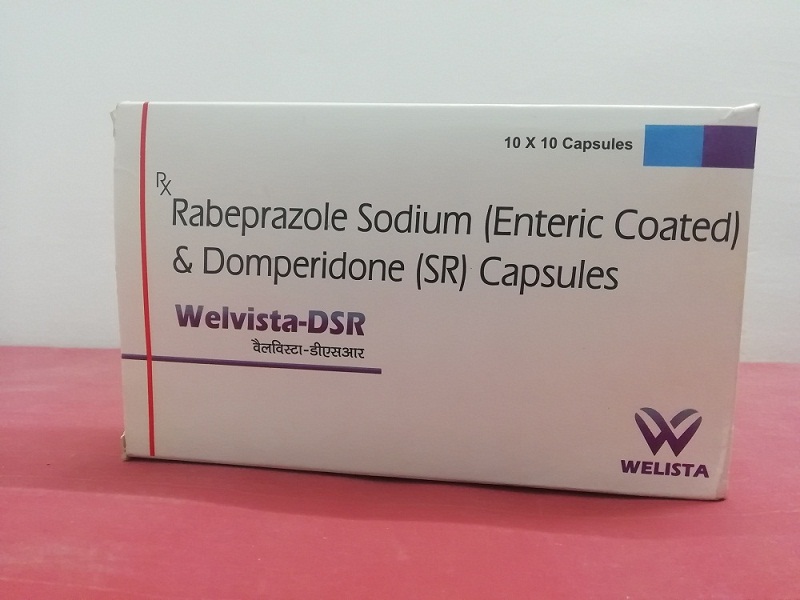 10 X 10 Capsules
Rx
Rabeprazole Sodium (Enteric Coated)
& Domperidone (SR) Capsules
Welvista-DSR
वैलविस्टा-डीएसआर
WELISTA